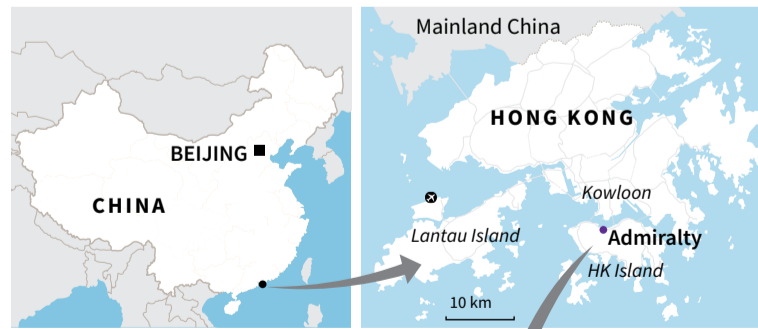 BEIJING
CHINA
Mainland China
HONG KONG
Kowloon
Lantau Island
Admiralty
HK Island
10 km